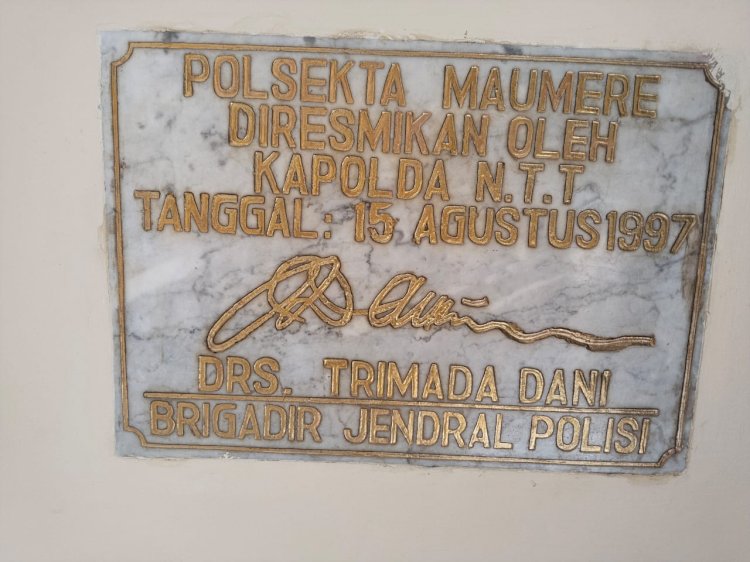 POLSEKTA MAUMERE
DIRESMIKAN OLEH
KAPOLDA N.T.T
TANGGAL: 15 AGUSTUS 1997
DRS. TRIMADA DANI
BRIGADIR JENDRAL POLISI